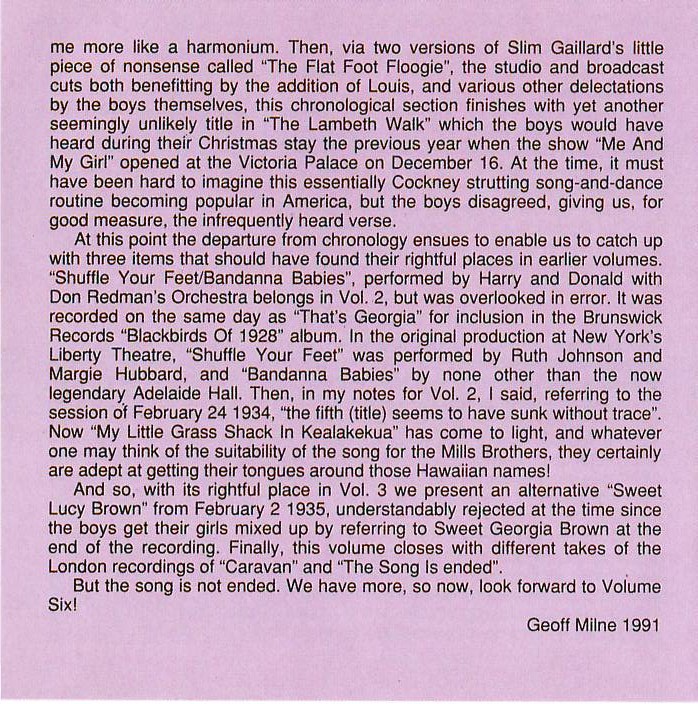 me more like a harmonium. Then, via two versions of Slim Gaillard's little
piece of nonsense called “The Flat Foot Floogie”, the studio and broadcast
cuts both benefitting by the addition of Louis, and various other delectations
by the boys themselves, this chronological section finishes with yet another
seemingly unlikely title in “The Lambeth Walk” which the boys would have
heard during their Christmas stay the previous year when the show “Me And
My Girl” opened at the Victoria Palace on December 16. At the time, it must
have been hard to imagine this essentially Cockney strutting song-and-dance
routine becoming popular in America, but the boys disagreed, giving us, for
good measure, the infrequently heard verse.
At this point the departure from chronology ensues to enable us to catch up
with three items that should have found their rightful places in earlier volumes.
“Shuffle Your Feet/Bandanna Babies”, performed by Harry and Donald with
Don Redman's Orchestra belongs in Vol. 2, but was overlooked in error. It was
recorded on the same day as “That's Georgia” for inclusion in the Brunswick
Records “Blackbirds Of 1928” album. In the original production at New York's
Liberty Theatre, “Shuffle Your Feet” was performed by Ruth Johnson and
Margie Hubbard, and “Bandanna Babies” by none other than the now
legendary Adelaide Hall. Then, in my notes for Vol. 2, I said, referring to the
session of February 24 1934, “the fifth (title) seems to have sunk without trace”.
Now “My Little Grass Shack In Kealakekua” has come to light, and whatever
one may think of the suitability of the song for the Mills Brothers, they certainly
are adept at getting their tongues around those Hawaiian names!
And so, with its rightful place in Vol. 3 we present an alternative “Sweet
Lucy Brown” from February 2 1935, understandably rejected at the time since
the boys get their girls mixed up by referring to Sweet Georgia Brown at the
end of the recording. Finally, this volume closes with different takes of the
London recordings of “Caravan” and “The Song Is ended”.
But the song is not ended. We have more, so now, look forward to Volume
Six!
Geoff Milne 1991